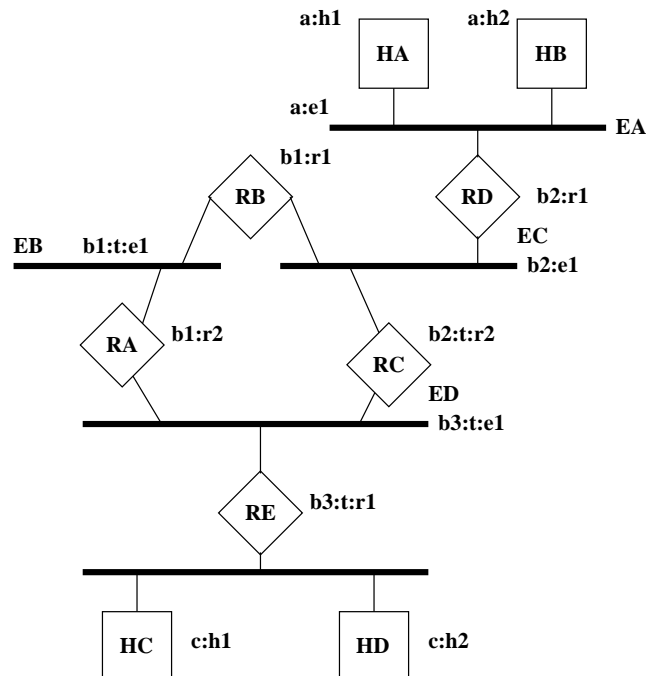 a:h1
a:h2
HA
HB
a:e1
EA
b1:r1
RB
RD
b2:r1
EB
b1:t:e1
EC
b2:e1
RA
b1:r2
b2:t:r2
RC
ED
b3:t:e1
RE
b3:t:r1
HC
c:h1
HD
c:h2